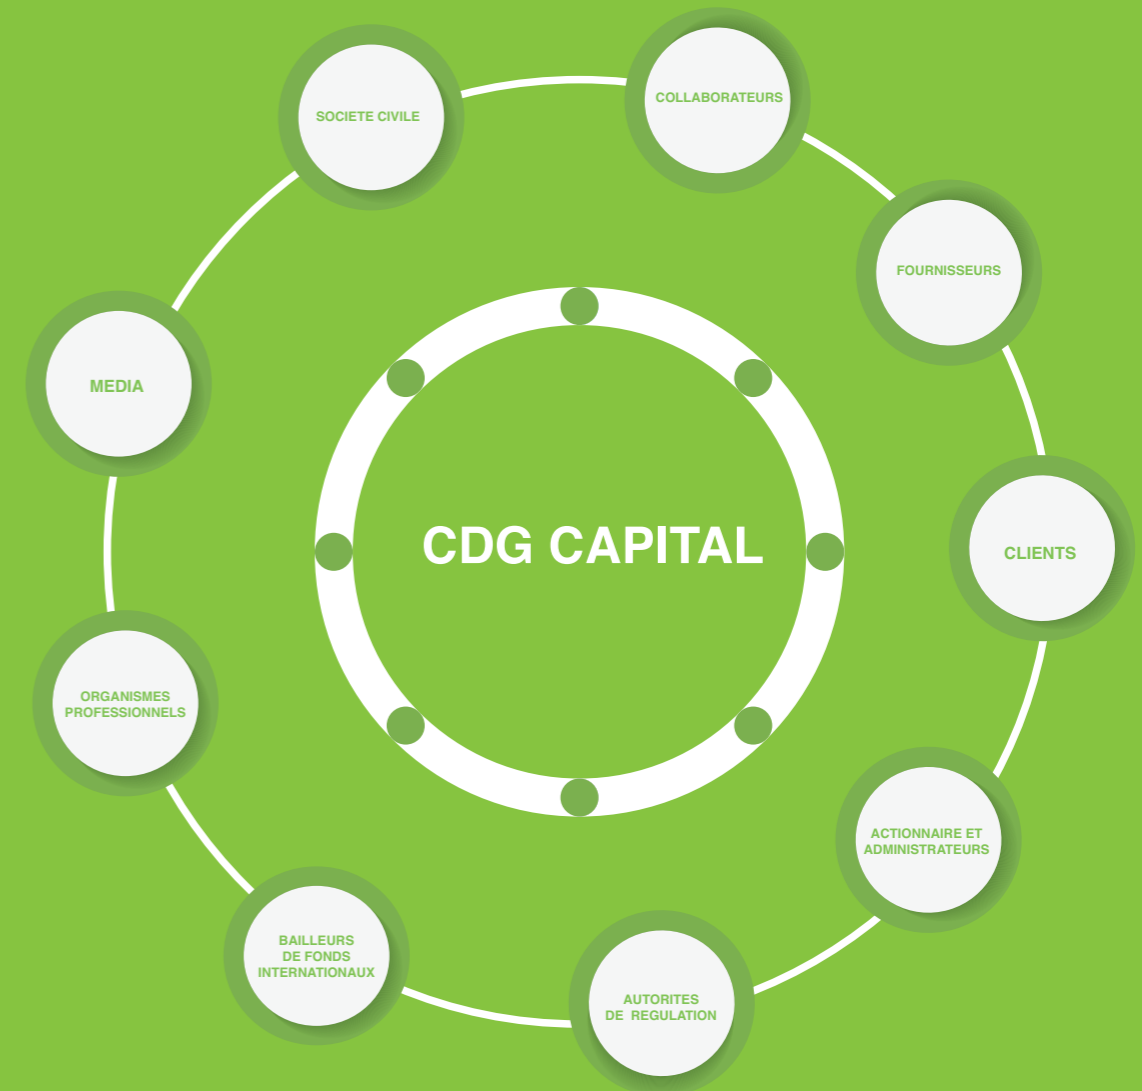 SOCIETE CIVILE
COLLABORATEURS
FOURNISSEURS
MEDIA
CDG CAPITAL
CLIENTS
ORGANISMES
PROFESSIONNELS
ACTIONNAIRE ET
ADMINISTRATEURS
BAILLEURS
DE FONDS
INTERNATIONAUX
AUTORITES
DE REGULATION